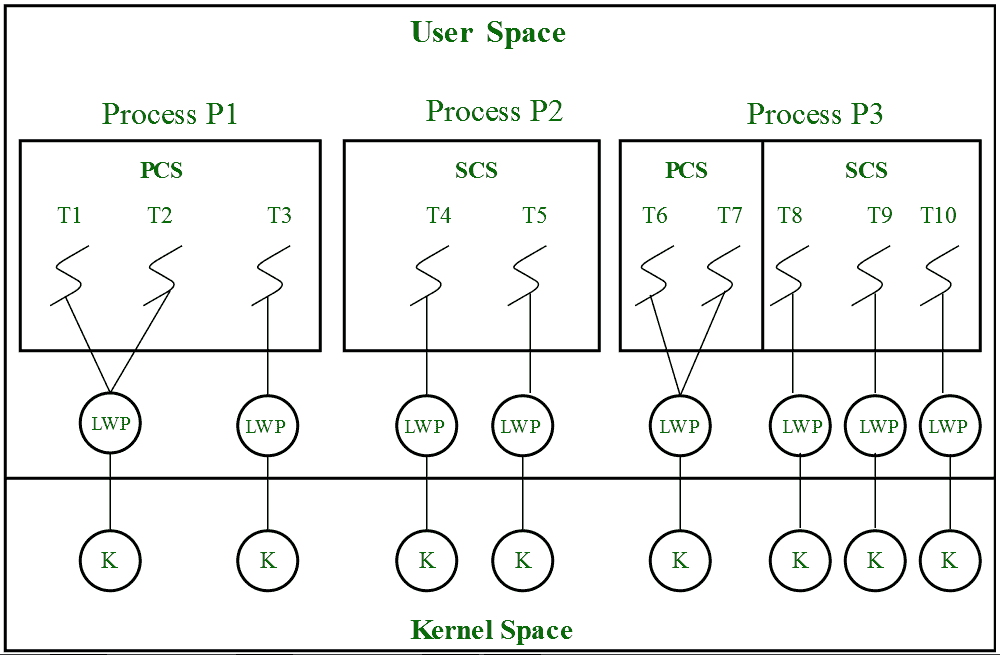 User Space
Process P1 Process P2 Process P3
PCS SCS PCS SCS
T1 T2 T3 T4 T5 T6 T7 T8 T9 T10
LWP LWP LWP LWP LWP LWP LWP LWP
K K K K K K K K
Kernel Space